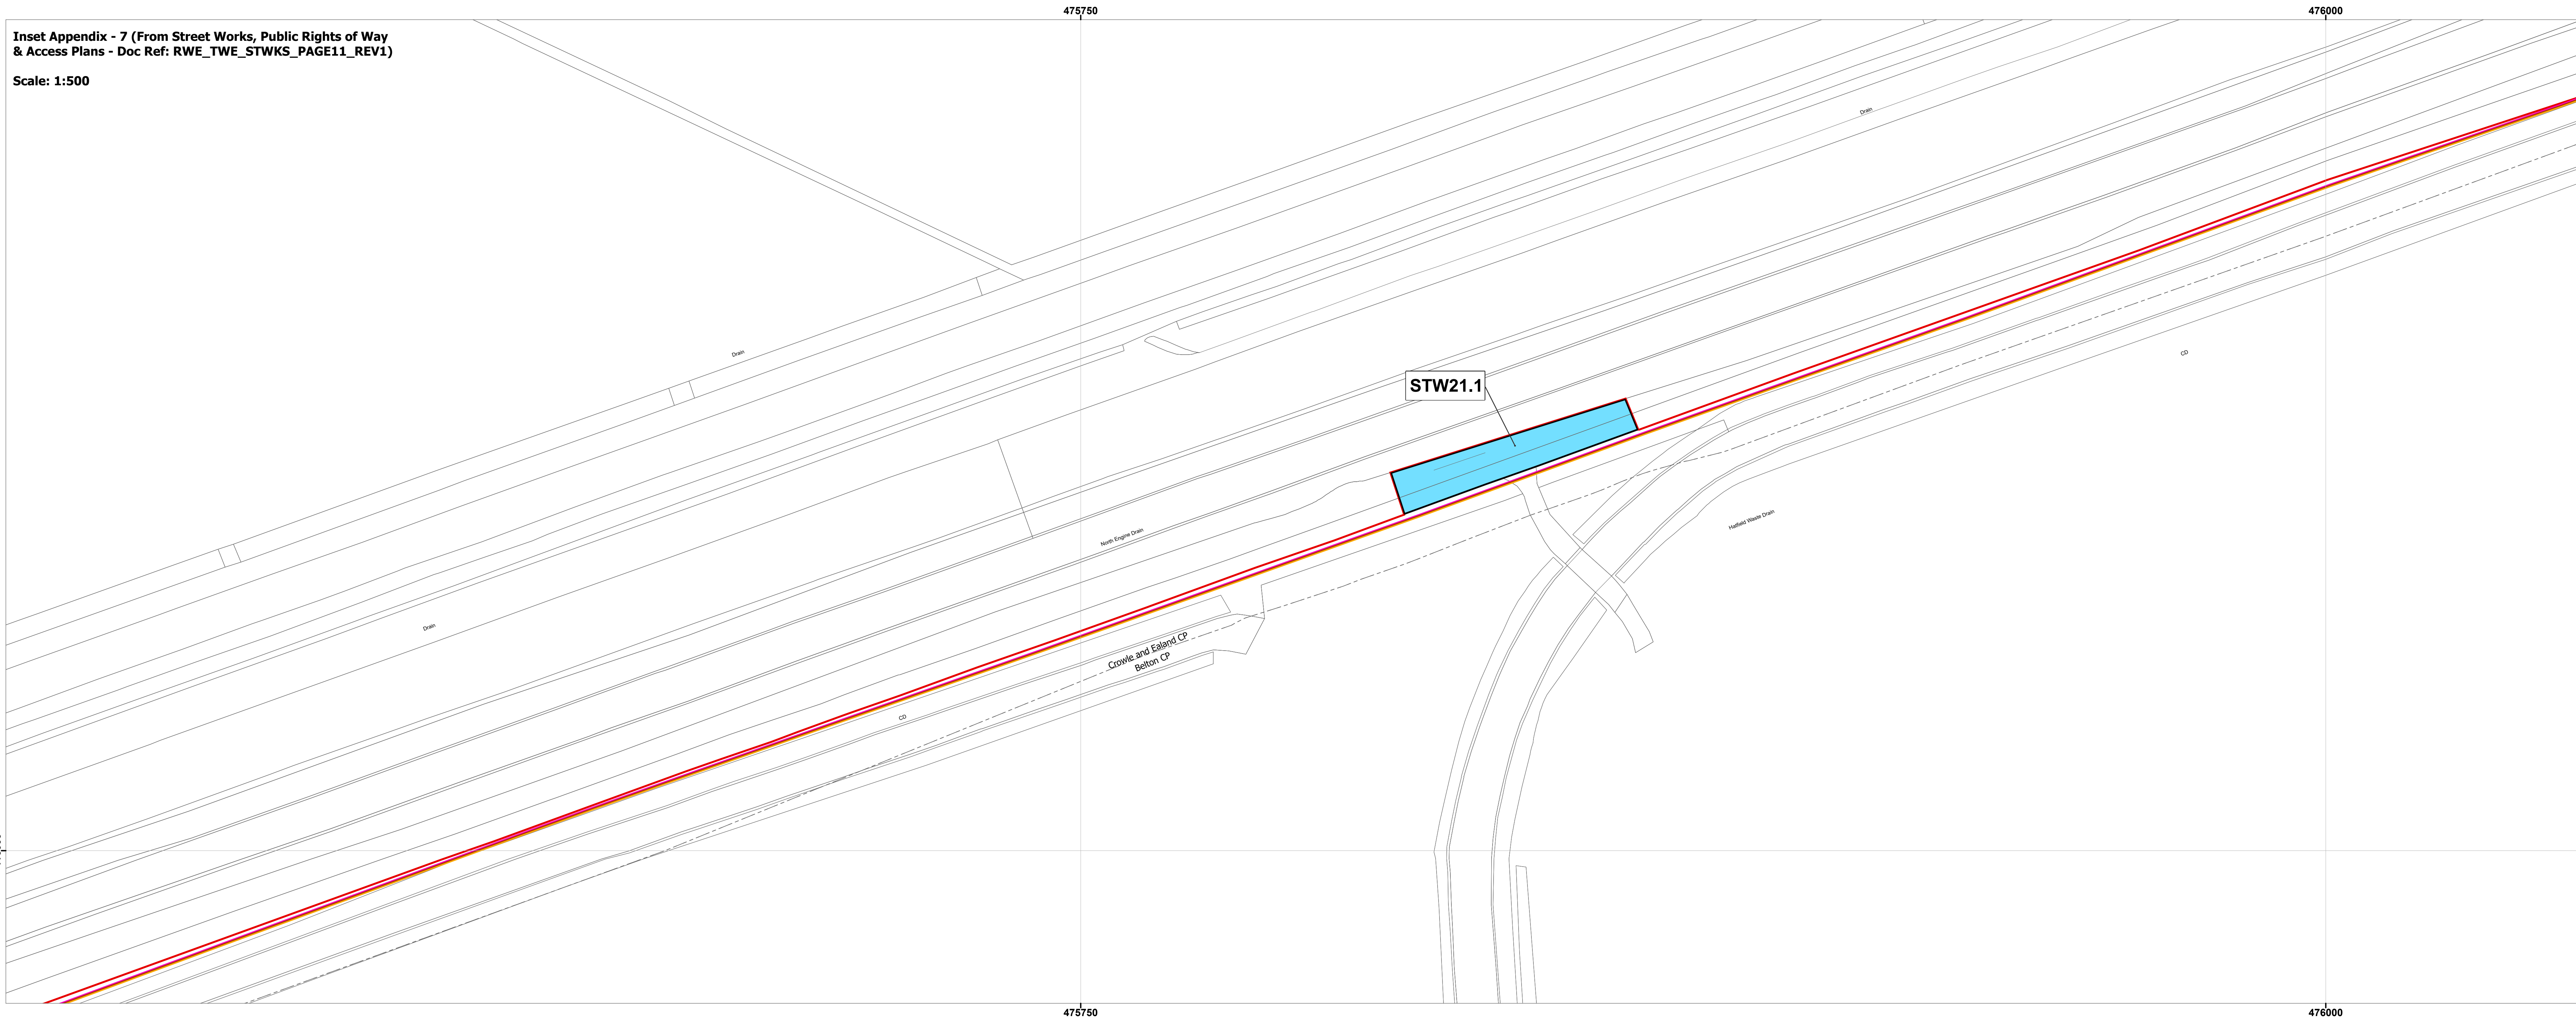 475750
476000
Inset Appendix - 7 (From Street Works, Public Rights of Way
& Access Plans - Doc Ref: RWE_TWE_STWKS_PAGE11_REV1)
Scale: 1:500
Drain
Drain
CD
STW21.1
Hatfield Waste Drain
North Engine Drain
Drain
Crowle and Ealand CP
Belton CP
CD
475750
476000